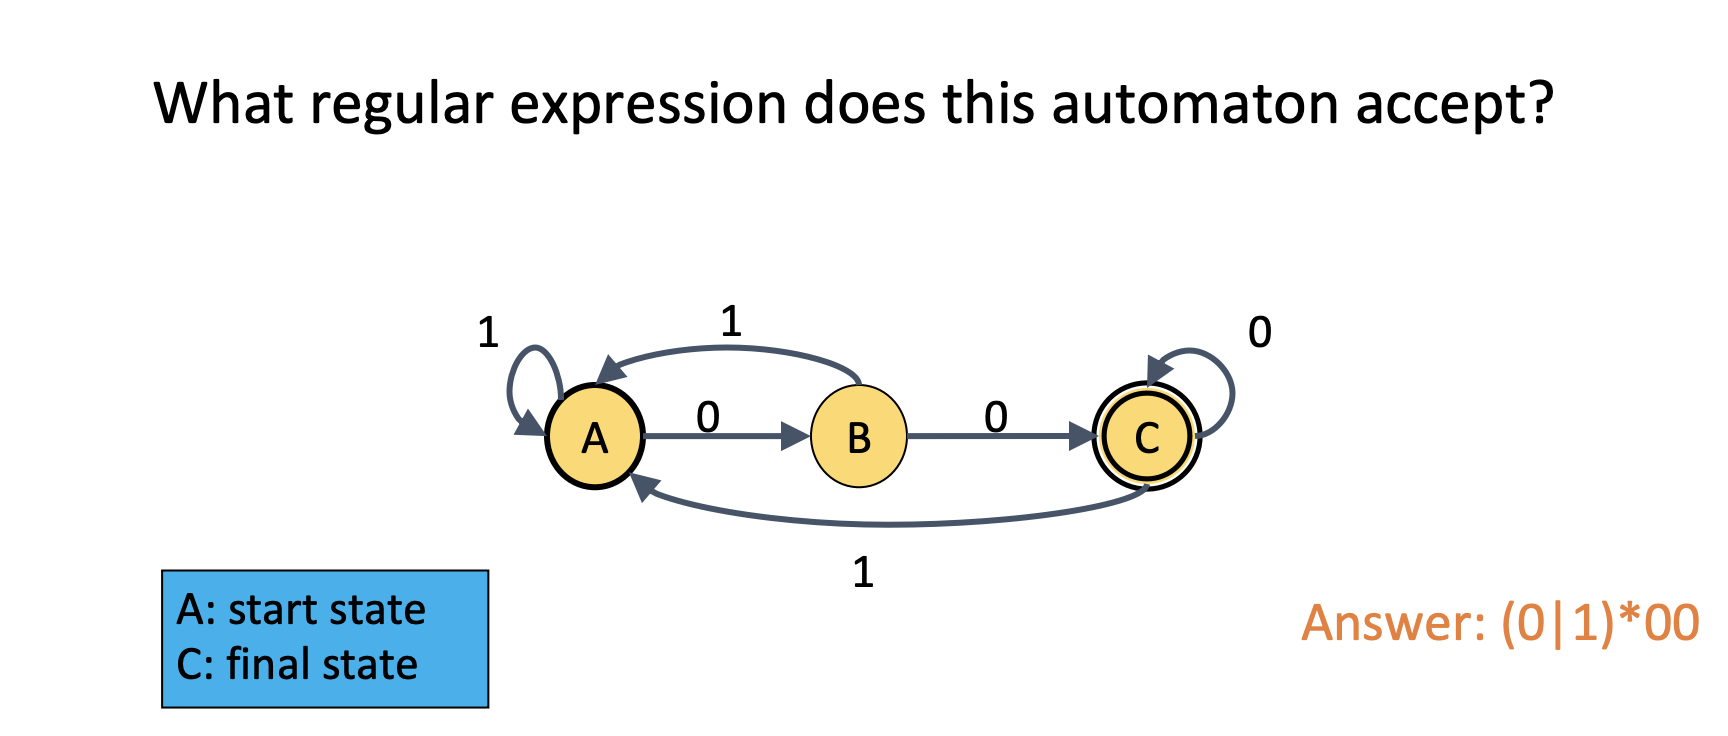 What regular expression does this automaton accept?
1
1
0
A
0
B
0
C
1
A: start state
C: final state
Answer: (0|1)*00